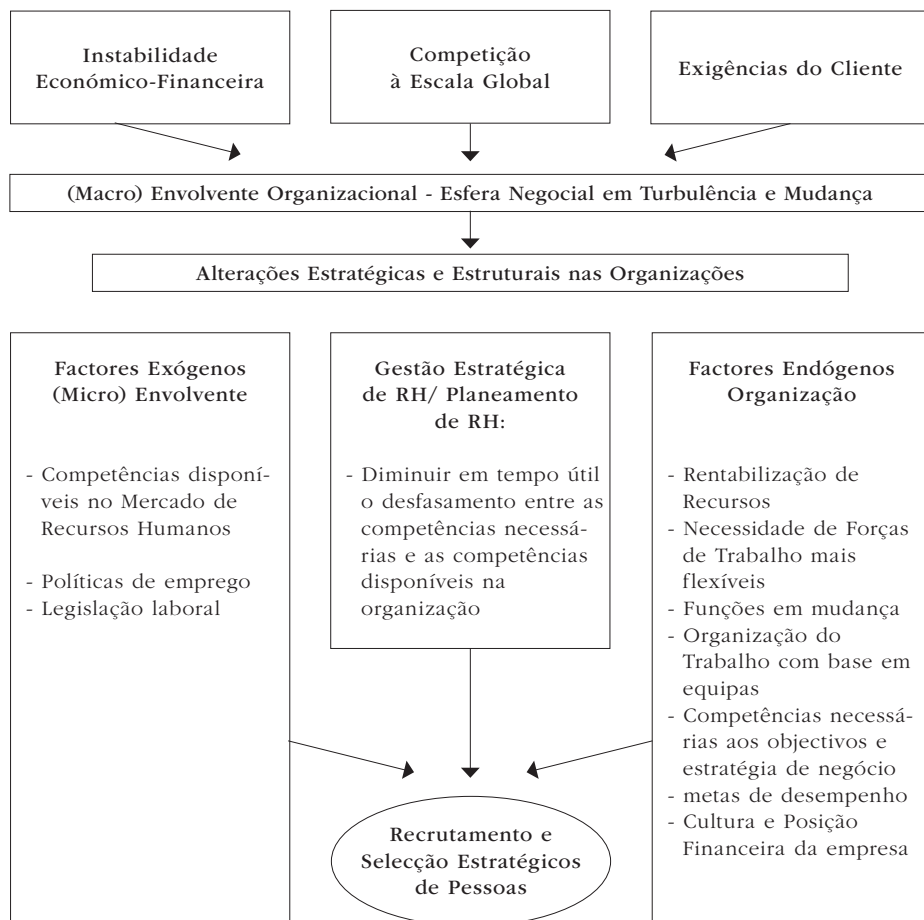 Instabilidade
Económico-Financeira
Competição
à Escala Global
Exigências do Cliente
(Macro) Envolvente Organizacional - Esfera Negocial em Turbulência e Mudança
Alterações Estratégicas e Estruturais nas Organizações
Factores Exógenos
(Micro) Envolvente
- Competências disponí-
veis no Mercado de
Recursos Humanos
- Políticas de emprego
- Legislação laboral
Gestão Estratégica
de RH/ Planeamento
de RH:
- Diminuir em tempo útil
o desfasamento entre as
competências necessá-
rias e as competências
disponíveis na
organização
Factores Endógenos
Organização
- Rentabilização de
Recursos
- Necessidade de Forças
de Trabalho mais
flexíveis
- Funções em mudança
- Organização do
Trabalho com base em
equipas
- Competências necessá-
rias aos objectivos e
estratégia de negócio
- metas de desempenho
- Cultura e Posição
Financeira da empresa
Recrutamento e
Selecção Estratégicos
de Pessoas